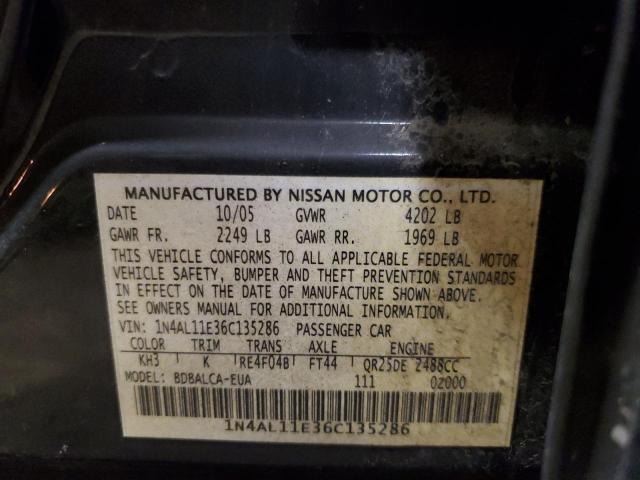 MANUFACTURED BY NISSAN MOTOR CO., LTD.
DATE 10/05 GVWR 4202 LB
GAWR FR. 2249 LB GAWR RR. 1969 LB
THIS VEHICLE CONFORMS TO ALL APPLICABLE FEDERAL MOTOR
VEHICLE SAFETY, BUMPER AND THEFT PREVENTION STANDARDS
IN EFFECT ON THE DATE OF MANUFACTURE SHOWN ABOVE.
SEE OWNERS MANUAL FOR ADDITIONAL INFORMATION.
VIN: 1N4AL11E36C135286 PASSENGER CAR
COLOR TRIM TRANS AXLE ENGINE
KH3 K RE4F04B FT44 QR25DE 2488CC
MODEL: BDBALCA-EUA 111 0Z000
1N4AL11E36C135286